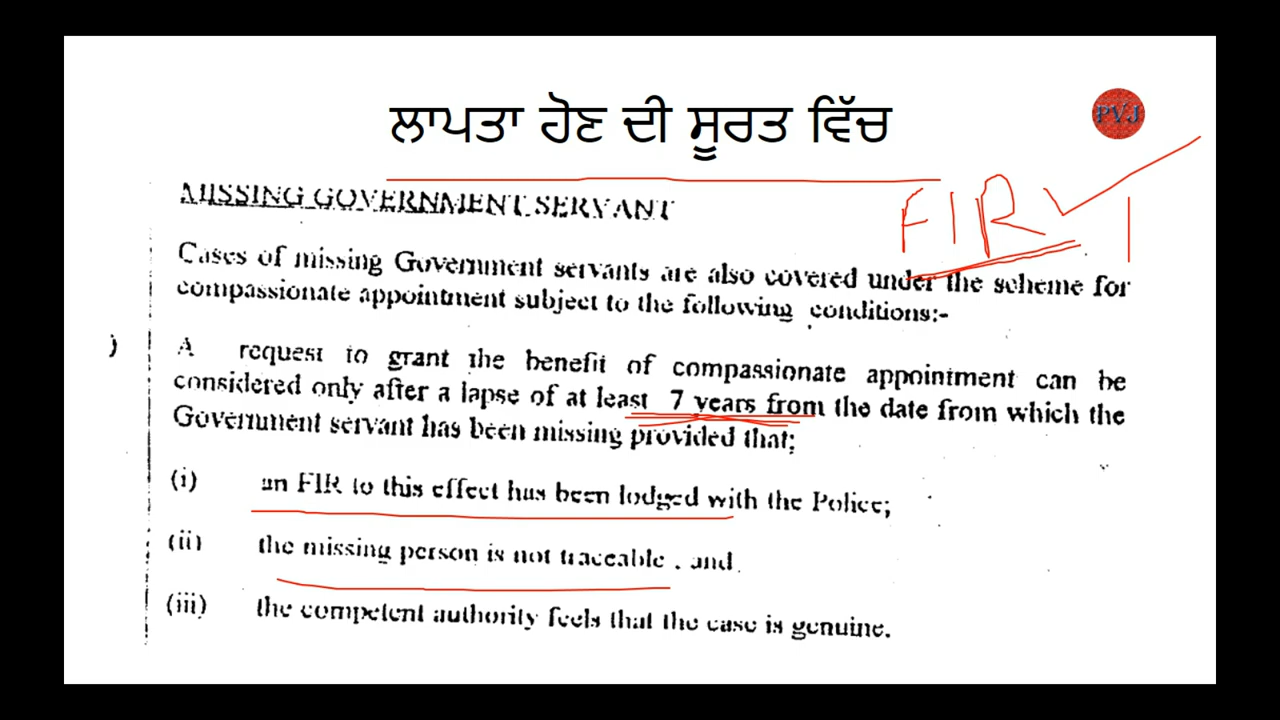 ਲਾਪਤਾ ਹੋਣ ਦੀ ਸੂਰਤ ਵਿੱਚ
PVJ
FIR
MISSING GOVERNMENT SERVANT
Cases of missing Government servants are also covered under the scheme for
compassionate appointment subject to the following conditions:-
) A request to grant the benefit of compassionate appointment can be
considered only after a lapse of at least 7 years from the date from which the
Government servant has been missing provided that;
(i) an FIR to this effect has been lodged with the Police;
(ii) the missing person is not traceable . and
(iii) the competent authority feels that the case is genuine.